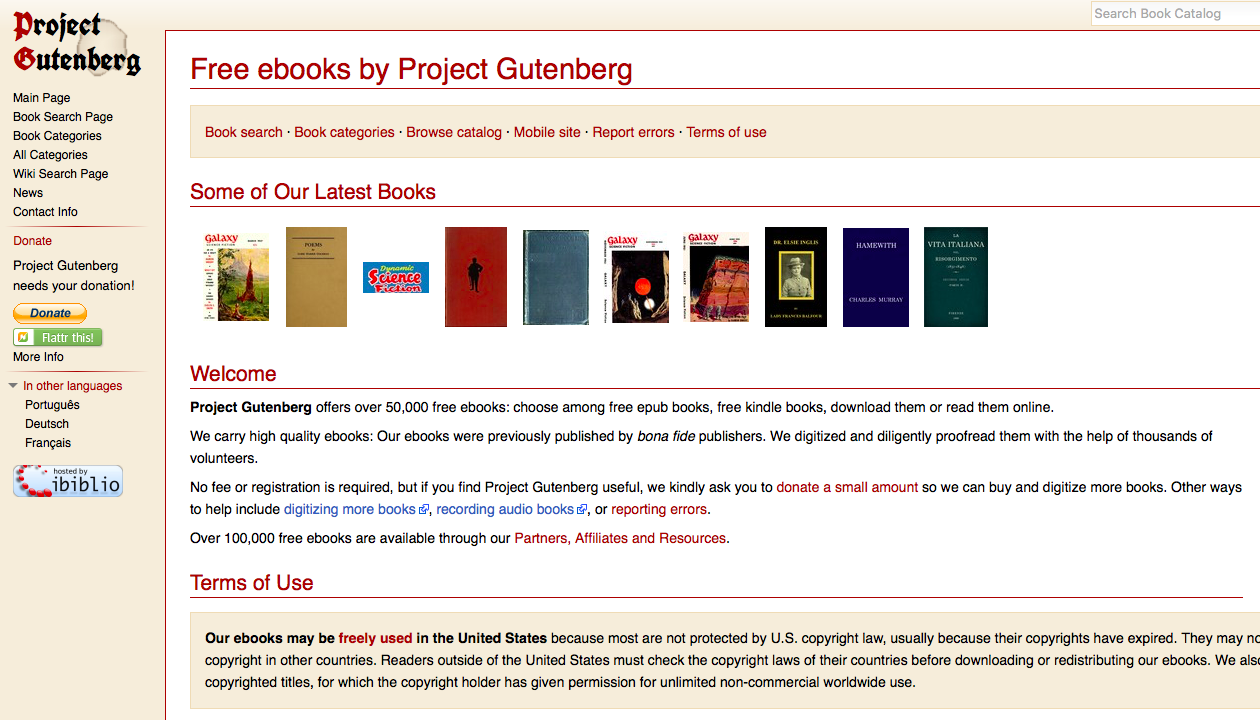 Project
Gutenberg
Search Book Catalog
Main Page
Book Search Page
Book Categories
All Categories
Wiki Search Page
News
Contact Info
Donate
Project Gutenberg
needs your donation!
Donate
Flattr this!
More Info
In other languages
Português
Deutsch
Français
hosted by
ibiblio
Free ebooks by Project Gutenberg
Book search · Book categories · Browse catalog · Mobile site · Report errors · Terms of use
Some of Our Latest Books
Galaxy
SCIENCE FICTION
POEMS
Dynamic
Science
Fiction
Galaxy
SCIENCE FICTION
Galaxy
SCIENCE FICTION
DR. ELSIE INGLIS
LADY FRANCES BALFOUR
HAMEWITH
CHARLES MURRAY
LA
VITA ITALIANA
RISORGIMENTO
Welcome
Project Gutenberg offers over 50,000 free ebooks: choose among free epub books, free kindle books, download them or read them online.
We carry high quality ebooks: Our ebooks were previously published by bona fide publishers. We digitized and diligently proofread them with the help of thousands of
volunteers.
No fee or registration is required, but if you find Project Gutenberg useful, we kindly ask you to donate a small amount so we can buy and digitize more books. Other ways
to help include digitizing more books, recording audio books, or reporting errors.
Over 100,000 free ebooks are available through our Partners, Affiliates and Resources.
Terms of Use
Our ebooks may be freely used in the United States because most are not protected by U.S. copyright law, usually because their copyrights have expired. They may no
copyright in other countries. Readers outside of the United States must check the copyright laws of their countries before downloading or redistributing our ebooks. We also
copyrighted titles, for which the copyright holder has given permission for unlimited non-commercial worldwide use.